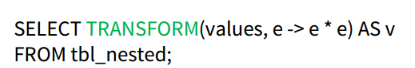 SELECT TRANSFORM(values, e -> e * e) AS v
FROM tbl_nested;